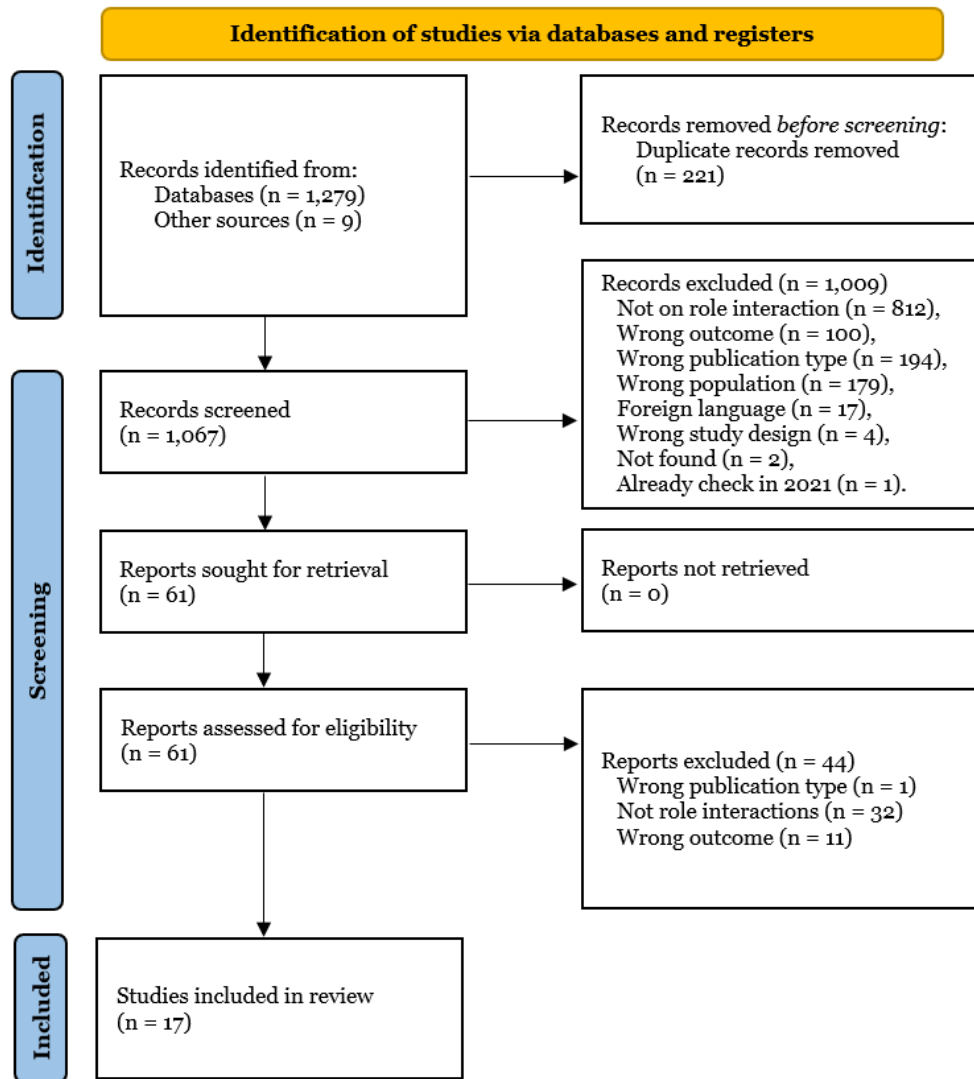 Identification of studies via databases and registers
Identification
Records identified from:
Databases (n = 1,279)
Other sources (n = 9)
Records removed before screening:
Duplicate records removed
(n = 221)
Screening
Records screened
(n = 1,067)
Records excluded (n = 1,009)
Not on role interaction (n = 812),
Wrong outcome (n = 100),
Wrong publication type (n = 194),
Wrong population (n = 179),
Foreign language (n = 17),
Wrong study design (n = 4),
Not found (n = 2),
Already check in 2021 (n = 1).
Reports sought for retrieval
(n = 61)
Reports not retrieved
(n = 0)
Reports assessed for eligibility
(n = 61)
Reports excluded (n = 44)
Wrong publication type (n = 1)
Not role interactions (n = 32)
Wrong outcome (n = 11)
Included
Studies included in review
(n = 17)